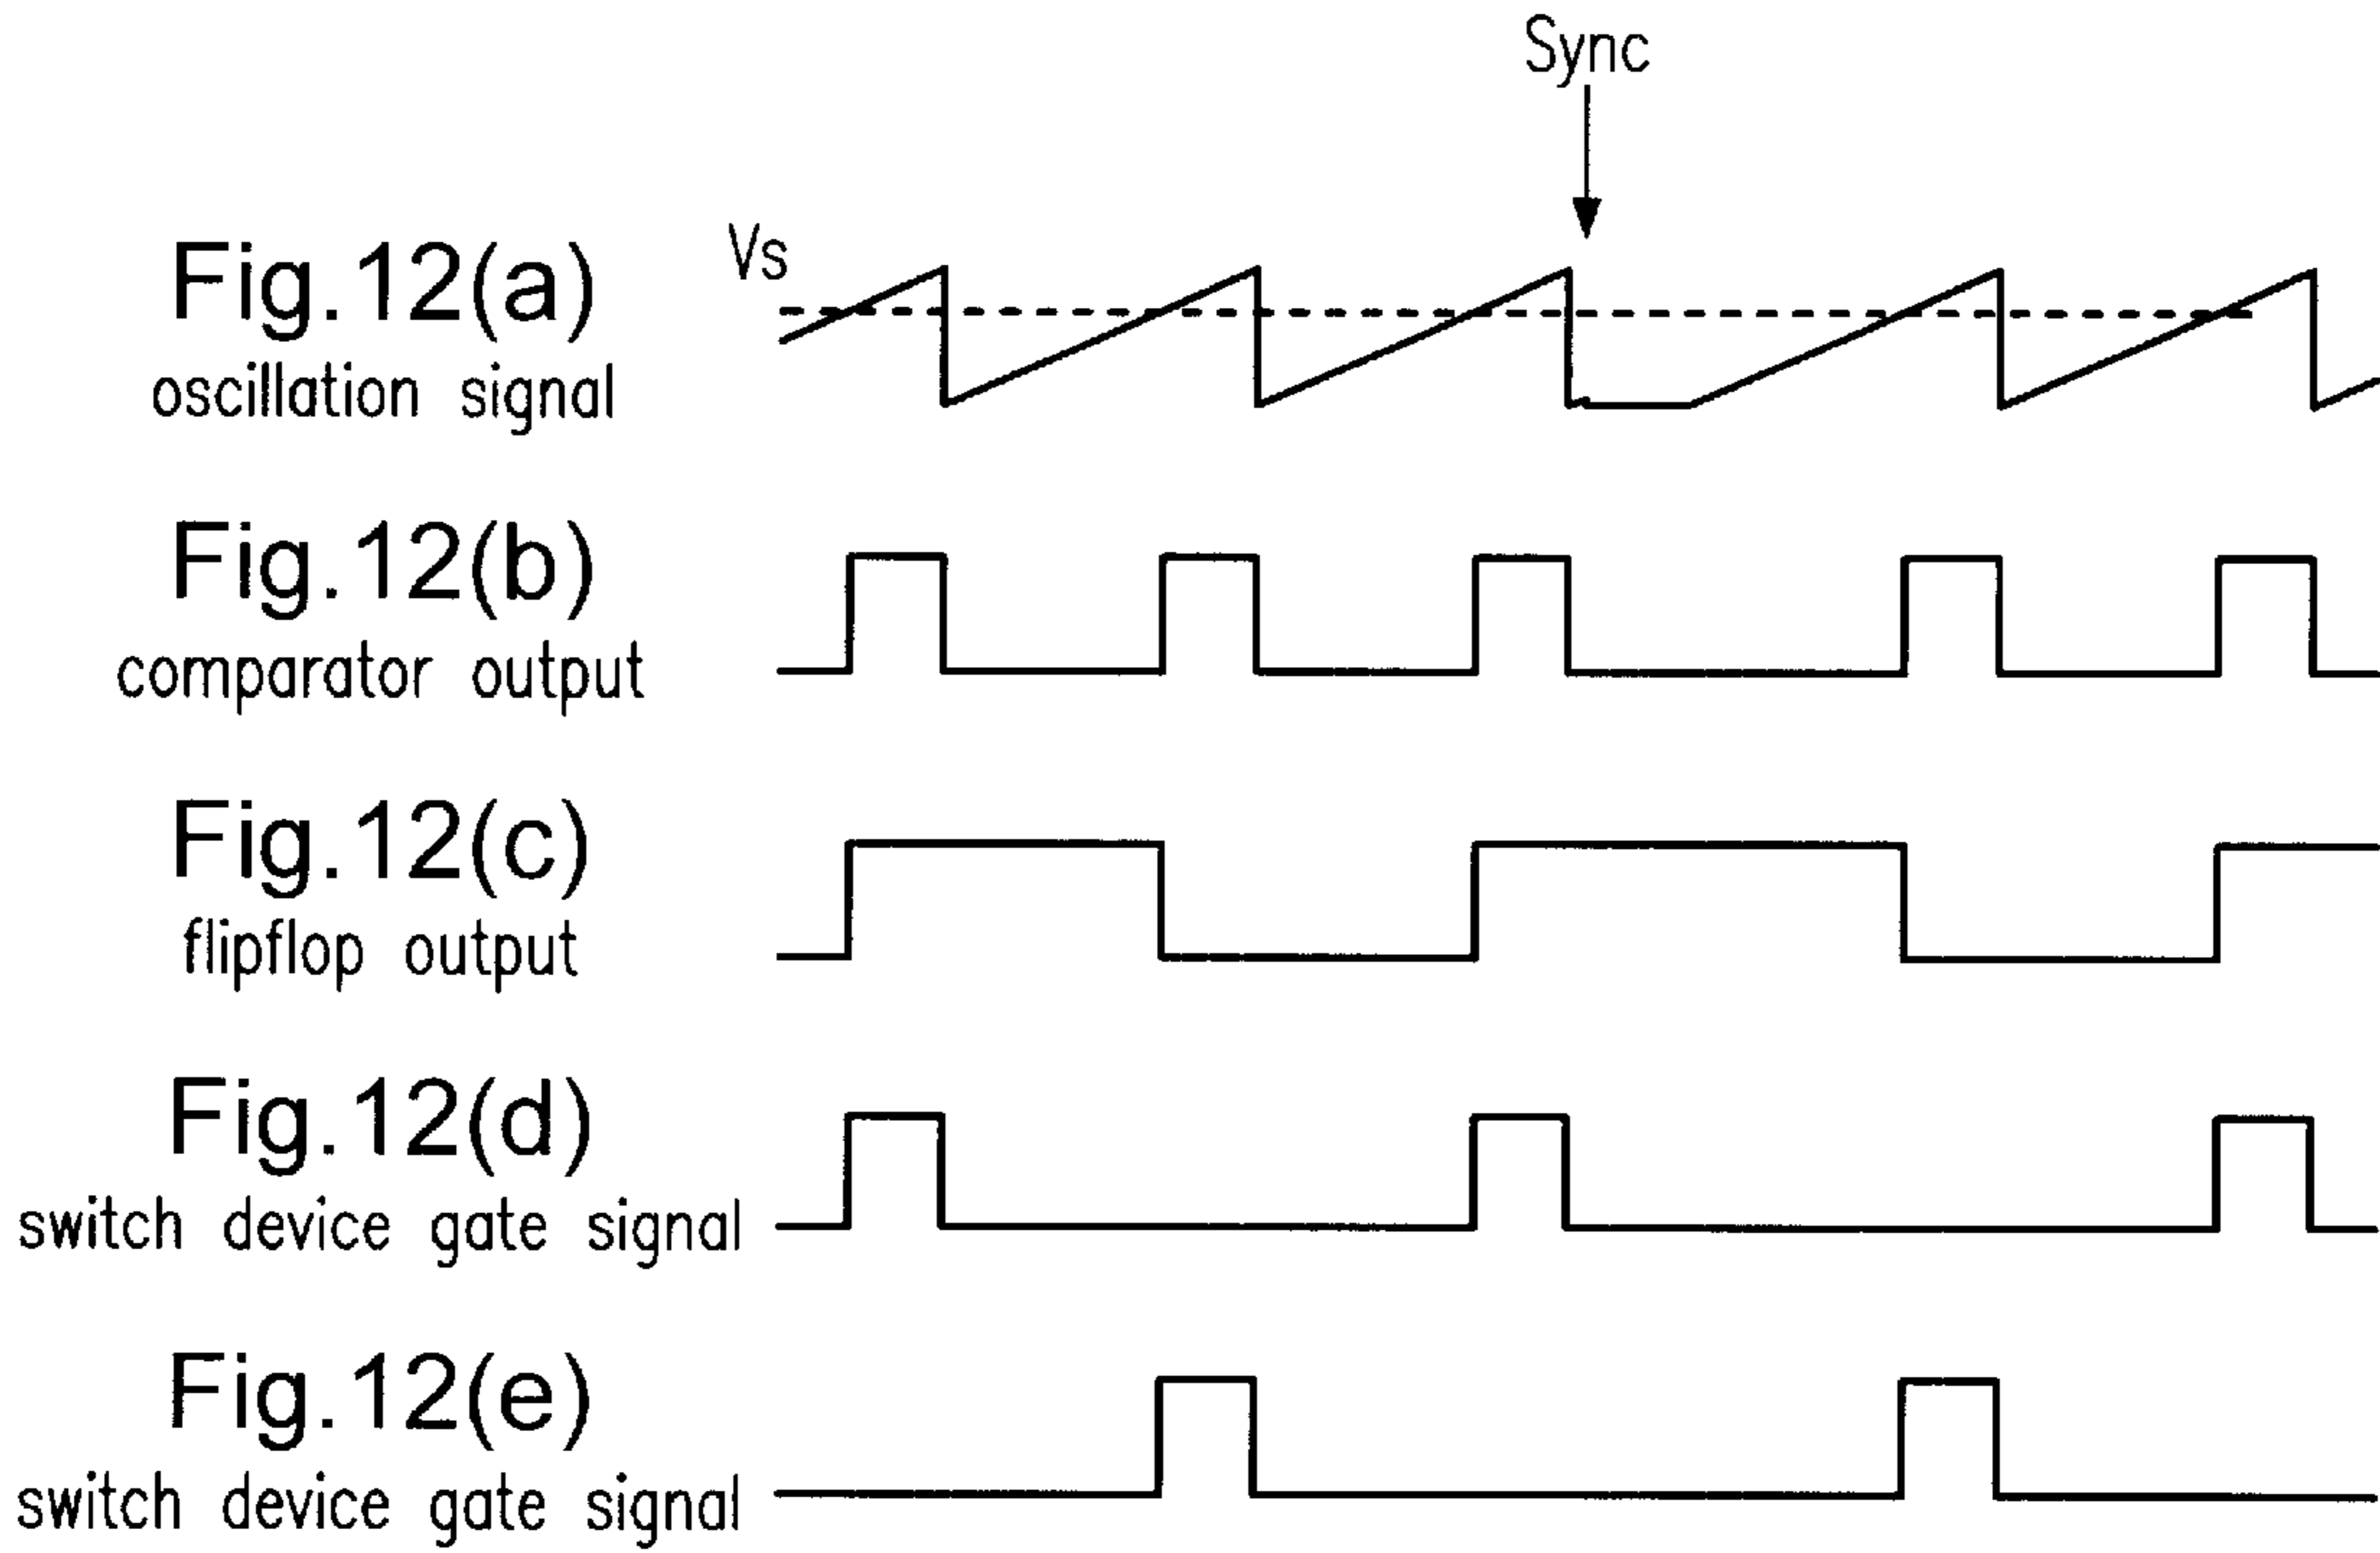 Sync
Vs
Fig.12(a)
oscillation signal
Fig.12(b)
comparator output
Fig.12(c)
flipflop output
Fig.12(d)
switch device gate signal
Fig.12(e)
switch device gate signal